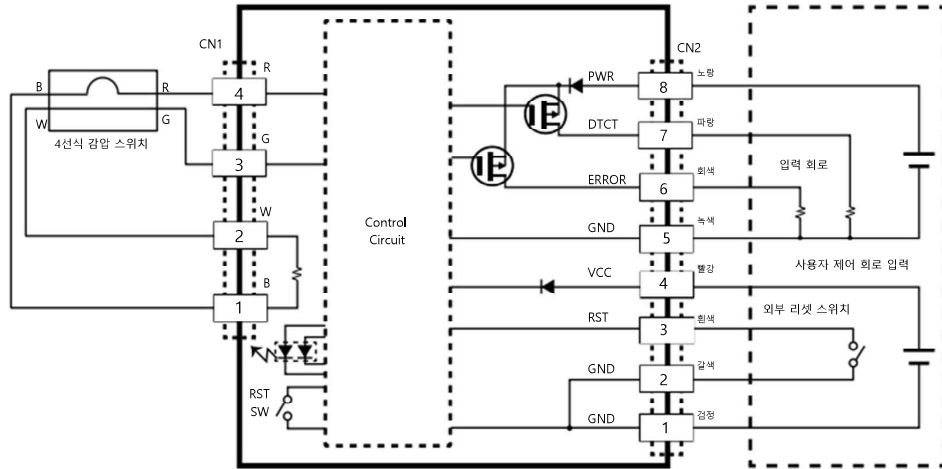 CN1
CN2
B
R
W
G
4선식 감압 스위치
R
4
G
3
W
2
B
1
RST
SW
Control
Circuit
PWR
8
노랑
DTCT
7
파랑
ERROR
6
회색
GND
5
녹색
VCC
4
빨강
RST
3
흰색
GND
2
갈색
GND
1
검정
입력 회로
사용자 제어 회로 입력
외부 리셋 스위치